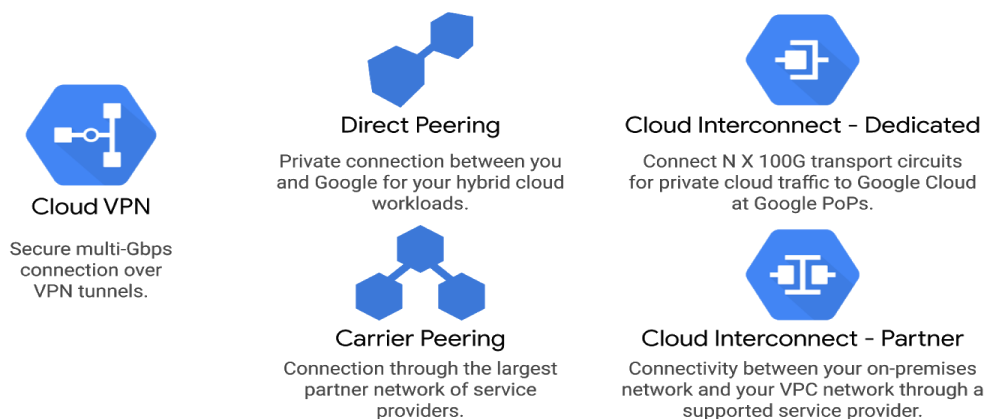 Cloud VPN
Secure multi-Gbps
connection over
VPN tunnels.
Direct Peering
Private connection between you
and Google for your hybrid cloud
workloads.
Carrier Peering
Connection through the largest
partner network of service
providers.
Cloud Interconnect - Dedicated
Connect N X 100G transport circuits
for private cloud traffic to Google Cloud
at Google PoPs.
Cloud Interconnect - Partner
Connectivity between your on-premises
network and your VPC network through a
supported service provider.